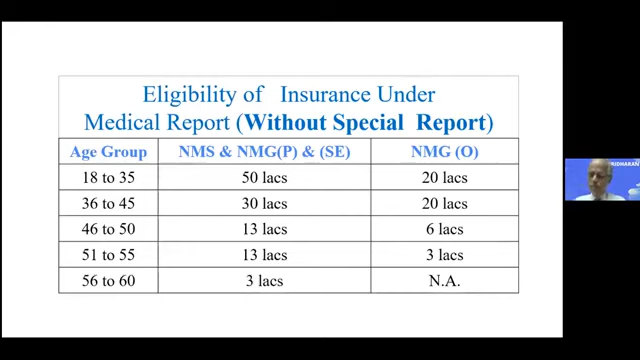 Eligibility of Insurance Under
Medical Report (Without Special Report)
Age Group NMS & NMG(P) & (SE) NMG (O)
18 to 35 50 lacs 20 lacs
36 to 45 30 lacs 20 lacs
46 to 50 13 lacs 6 lacs
51 to 55 13 lacs 3 lacs
56 to 60 3 lacs N.A.